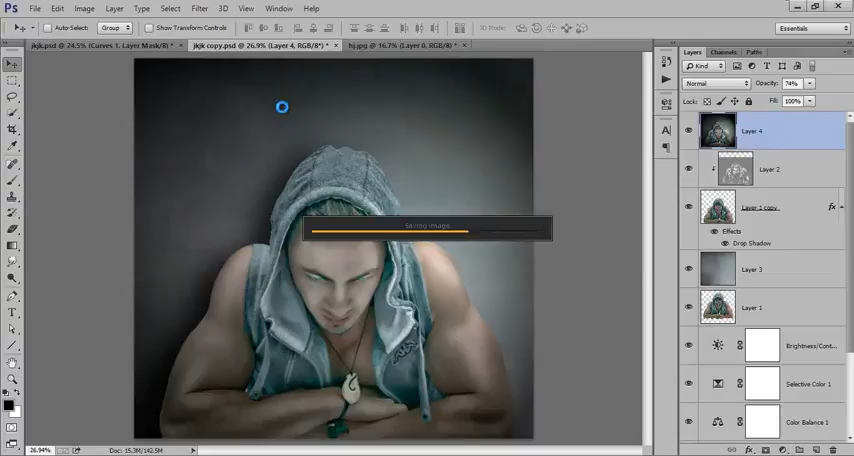 Ps File Edit Image Layer Type Select Filter 3D View Window Help
Auto-Select: Group Show Transform Controls 3D Mode: Essentials
jkjk.psd @ 24.5% (Curves 1, Layer Mask/8) * × jkjk copy.psd @ 26.9% (Layer 4, RGB/8*) * × hj.jpg @ 16.7% (Layer 0, RGB/8) * ×
Layers Channels Paths
Kind
Normal Opacity: 74%
Lock: Fill: 100%
Layer 4
Layer 2
Layer 1 copy fx
Effects
Drop Shadow
Layer 3
Layer 1
Brightness/Cont...
Selective Color 1
Color Balance 1
Saving image
26.94% Doc: 15.3M/142.5M